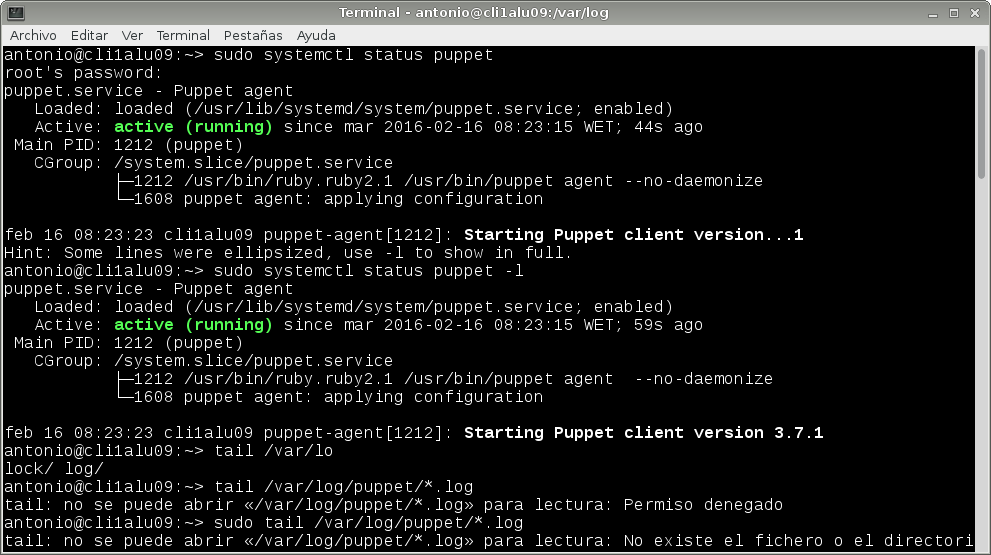 Terminal - antonio@cli1alu09:/var/log
Archivo Editar Ver Terminal Pestañas Ayuda
antonio@cli1alu09:~> sudo systemctl status puppet
root's password:
puppet.service - Puppet agent
   Loaded: loaded (/usr/lib/systemd/system/puppet.service; enabled)
   Active: active (running) since mar 2016-02-16 08:23:15 WET; 44s ago
 Main PID: 1212 (puppet)
   CGroup: /system.slice/puppet.service
           ├─1212 /usr/bin/ruby.ruby2.1 /usr/bin/puppet agent --no-daemonize
           └─1608 puppet agent: applying configuration
feb 16 08:23:23 cli1alu09 puppet-agent[1212]: Starting Puppet client version...1
Hint: Some lines were ellipsized, use -l to show in full.
antonio@cli1alu09:~> sudo systemctl status puppet -l
puppet.service - Puppet agent
   Loaded: loaded (/usr/lib/systemd/system/puppet.service; enabled)
   Active: active (running) since mar 2016-02-16 08:23:15 WET; 59s ago
 Main PID: 1212 (puppet)
   CGroup: /system.slice/puppet.service
           ├─1212 /usr/bin/ruby.ruby2.1 /usr/bin/puppet agent  --no-daemonize
           └─1608 puppet agent: applying configuration
feb 16 08:23:23 cli1alu09 puppet-agent[1212]: Starting Puppet client version 3.7.1
antonio@cli1alu09:~> tail /var/lo
lock/ log/
antonio@cli1alu09:~> tail /var/log/puppet/*.log
tail: no se puede abrir «/var/log/puppet/*.log» para lectura: Permiso denegado
antonio@cli1alu09:~> sudo tail /var/log/puppet/*.log
tail: no se puede abrir «/var/log/puppet/*.log» para lectura: No existe el fichero o el directori